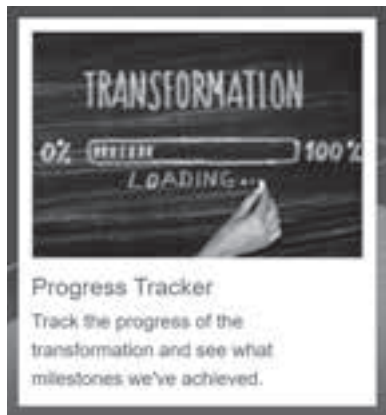 TRANSFORMATION
0% 100%
LOADING...
Progress Tracker
Track the progress of the
transformation and see what
milestones we've achieved.